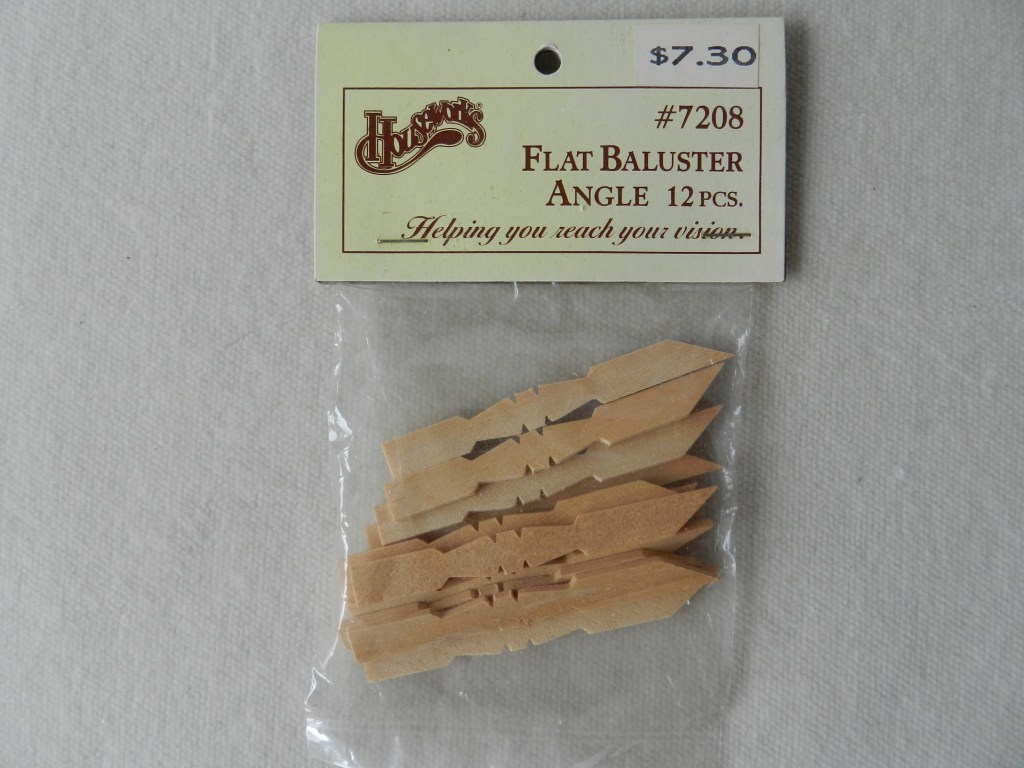 $7.30
Houseworks®
#7208
FLAT BALUSTER
ANGLE 12 PCS.
Helping you reach your vision.